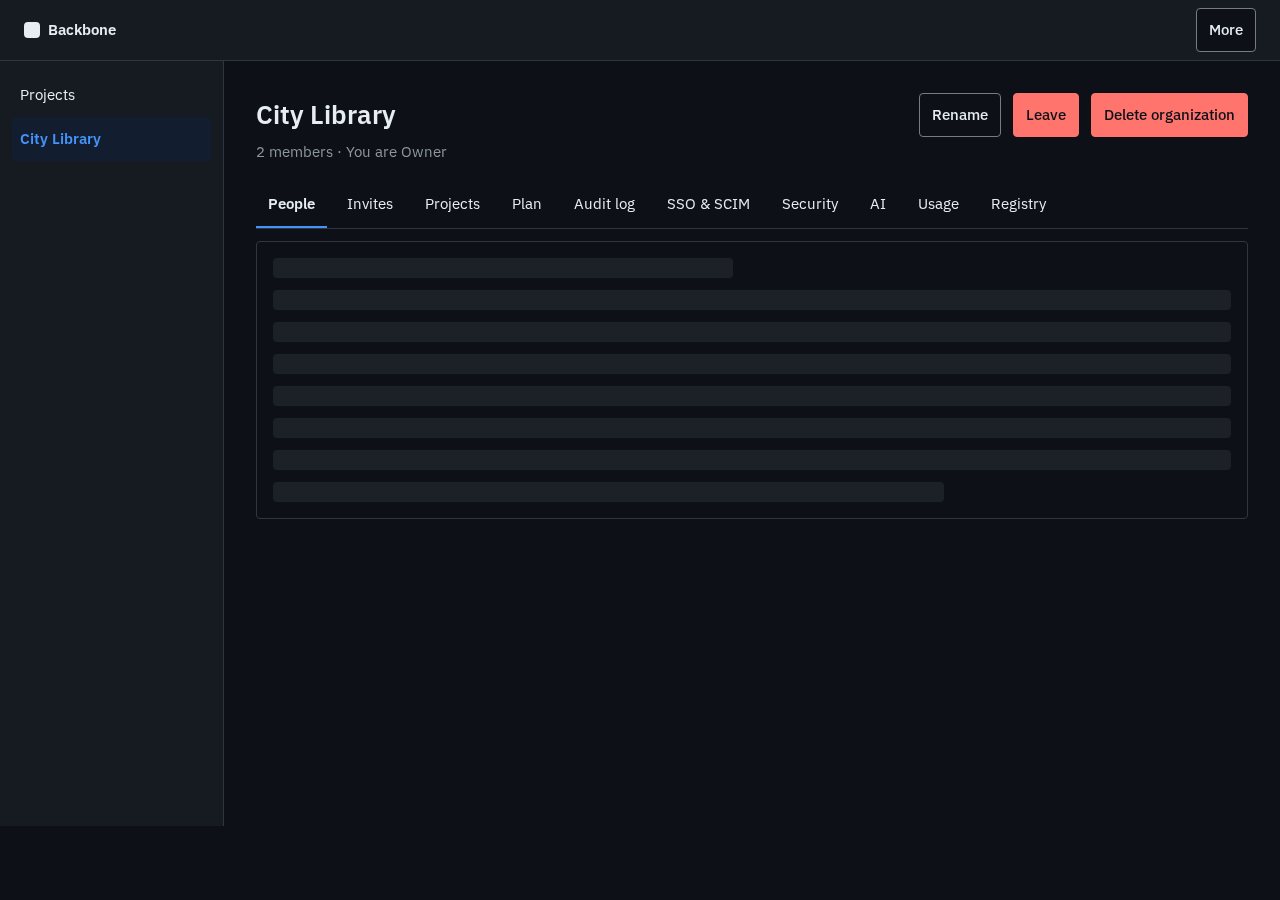 Backbone
More
Projects
City Library
City Library
Rename
Leave
Delete organization
2 members · You are Owner
People
Invites
Projects
Plan
Audit log
SSO & SCIM
Security
AI
Usage
Registry